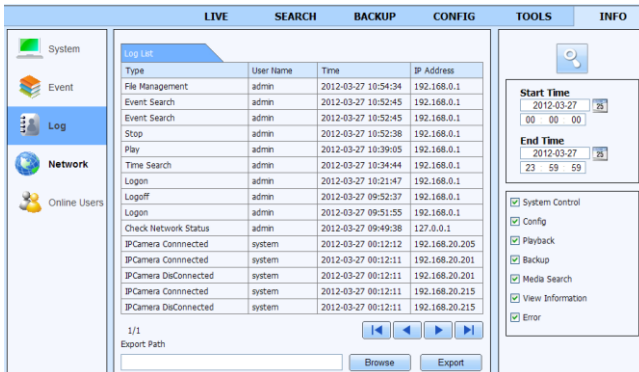 LIVE SEARCH BACKUP CONFIG TOOLS INFO
System
Event
Log
Network
Online Users
Log List
Type User Name Time IP Address
File Management admin 2012-03-27 10:54:34 192.168.0.1
Event Search admin 2012-03-27 10:52:45 192.168.0.1
Event Search admin 2012-03-27 10:52:45 192.168.0.1
Stop admin 2012-03-27 10:52:38 192.168.0.1
Play admin 2012-03-27 10:39:05 192.168.0.1
Time Search admin 2012-03-27 10:34:44 192.168.0.1
Logon admin 2012-03-27 10:21:47 192.168.0.1
Logoff admin 2012-03-27 09:52:37 192.168.0.1
Logon admin 2012-03-27 09:51:55 192.168.0.1
Check Network Status admin 2012-03-27 09:49:38 127.0.0.1
IPCamera Connnected system 2012-03-27 00:12:12 192.168.20.205
IPCamera Connnected system 2012-03-27 00:12:11 192.168.20.201
IPCamera DisConnected system 2012-03-27 00:12:11 192.168.20.201
IPCamera Connnected system 2012-03-27 00:12:11 192.168.20.215
IPCamera DisConnected system 2012-03-27 00:12:11 192.168.20.215
1/1
Export Path
Browse Export
Start Time
2012-03-27 25
00 : 00 : 00
End Time
2012-03-27 25
23 : 59 : 59
System Control
Config
Playback
Backup
Media Search
View Information
Error